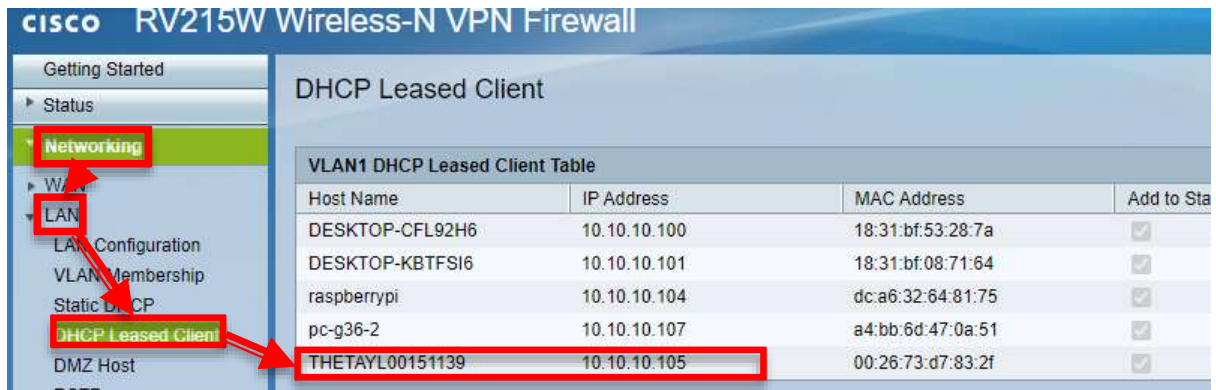 CISCO RV215W Wireless-N VPN Firewall
Getting Started
Status
Networking
WAN
LAN
LAN Configuration
VLAN Membership
Static DHCP
DHCP Leased Client
DMZ Host
DHCP Leased Client
VLAN1 DHCP Leased Client Table
Host Name IP Address MAC Address Add to Sta
DESKTOP-CFL92H6 10.10.10.100 18:31:bf:53:28:7a
DESKTOP-KBTFSI6 10.10.10.101 18:31:bf:08:71:64
raspberrypi 10.10.10.104 dc:a6:32:64:81:75
pc-g36-2 10.10.10.107 a4:bb:6d:47:0a:51
THETAYL00151139 10.10.10.105 00:26:73:d7:83:2f